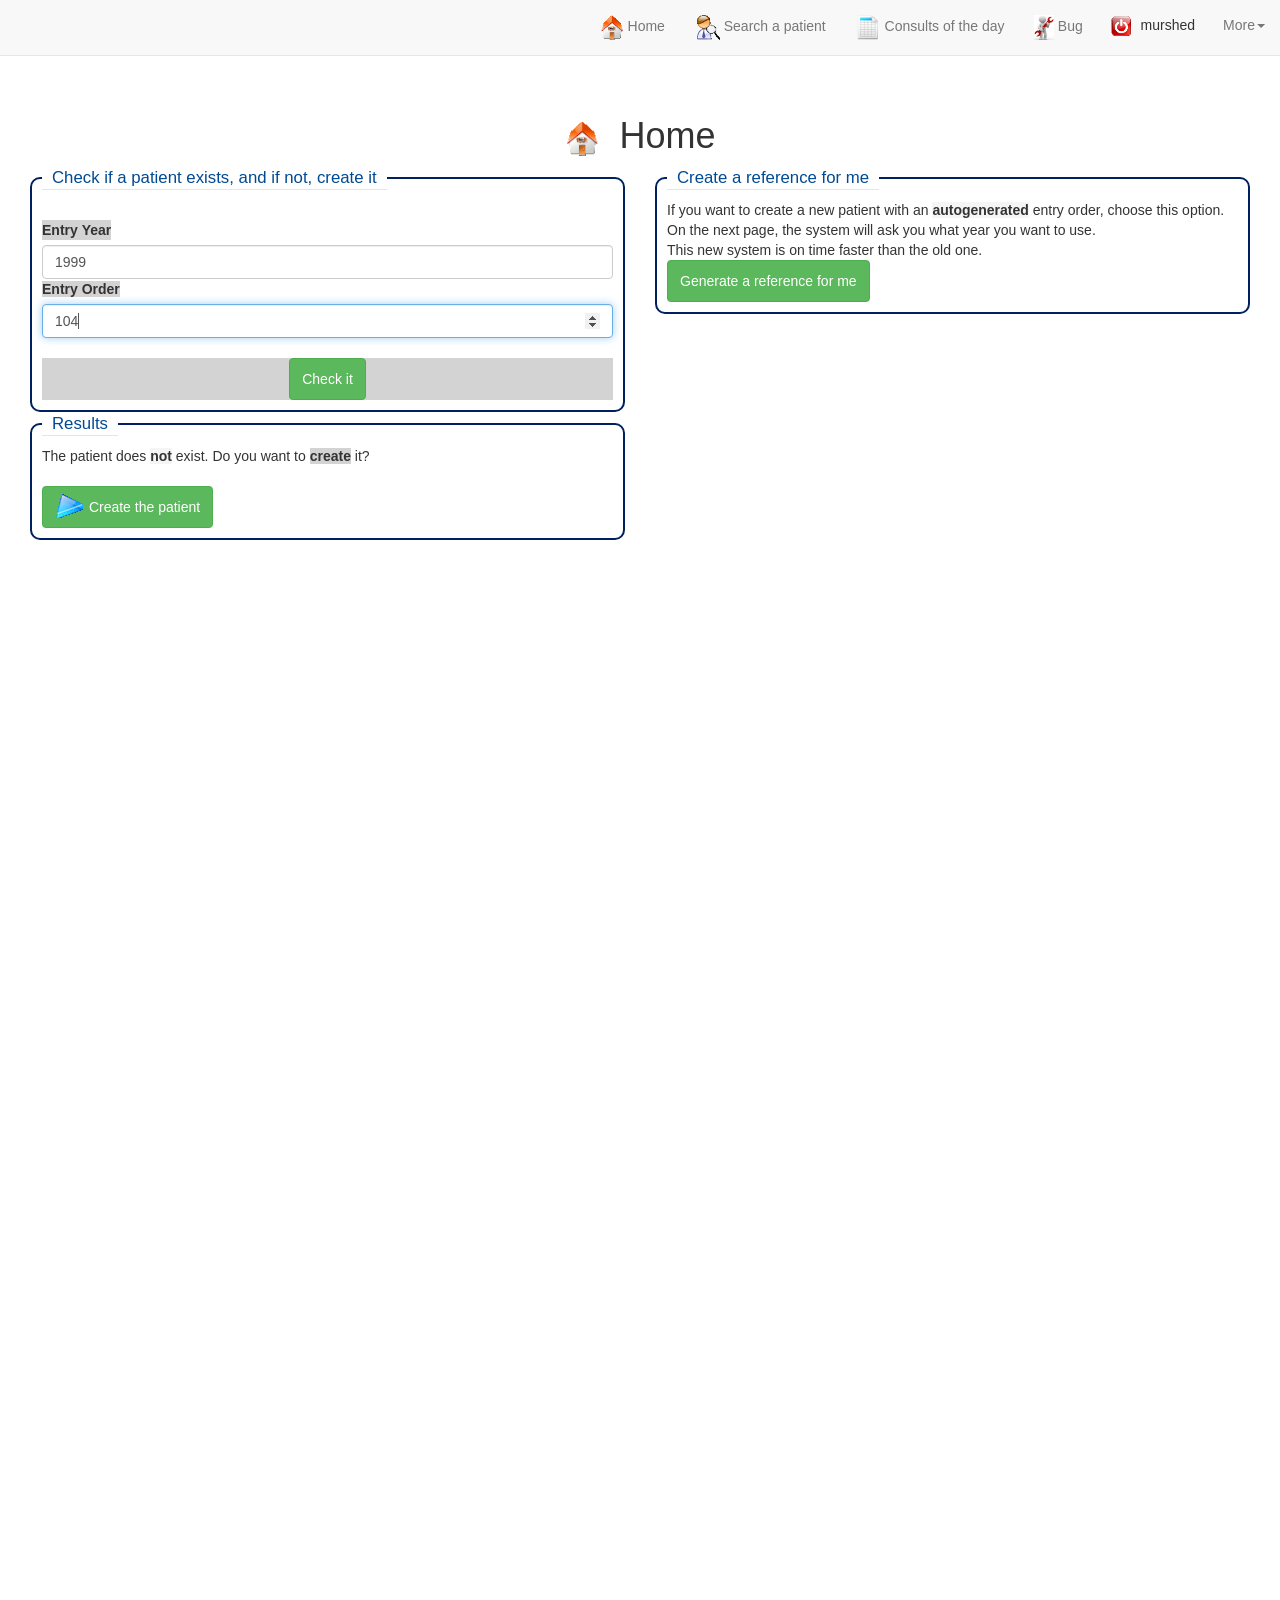 Home Search a patient Consults of the day Bug murshed More
Home
Check if a patient exists, and if not, create it
Entry Year
1999
Entry Order
104
Check it
Results
The patient does not exist. Do you want to create it?
Create the patient
Create a reference for me
If you want to create a new patient with an autogenerated entry order, choose this option.
On the next page, the system will ask you what year you want to use.
This new system is on time faster than the old one.
Generate a reference for me